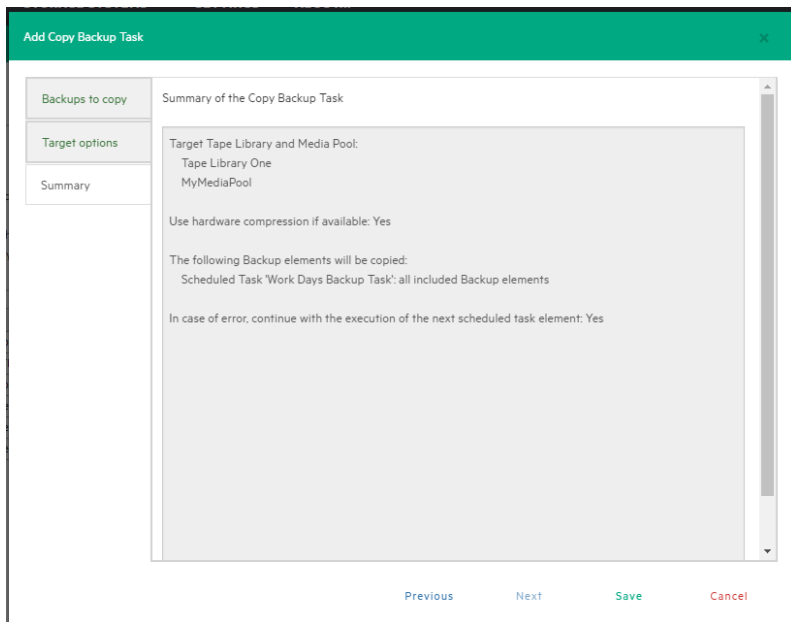 Add Copy Backup Task
Backups to copy
Target options
Summary
Summary of the Copy Backup Task
Target Tape Library and Media Pool:
Tape Library One
MyMediaPool
Use hardware compression if available: Yes
The following Backup elements will be copied:
Scheduled Task 'Work Days Backup Task': all included Backup elements
In case of error, continue with the execution of the next scheduled task element: Yes
Previous Next Save Cancel